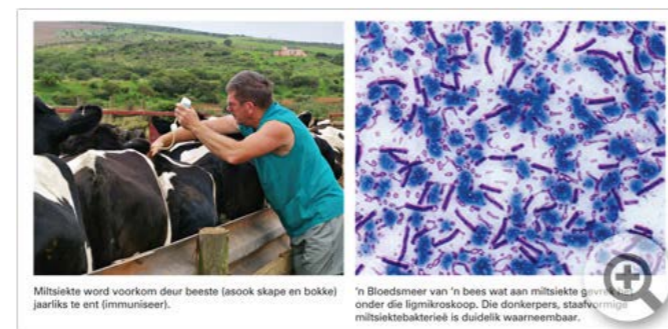 Miltsiekte word voorkom deur beeste (asook skape en bokke)
jaarliks te ent (immuniseer).
'n Bloedsmeer van 'n bees wat aan miltsiekte
onder die ligmikroskoop. Die donkerpers, staafvormige
miltsiektebakterieë is duidelik waarneembaar.